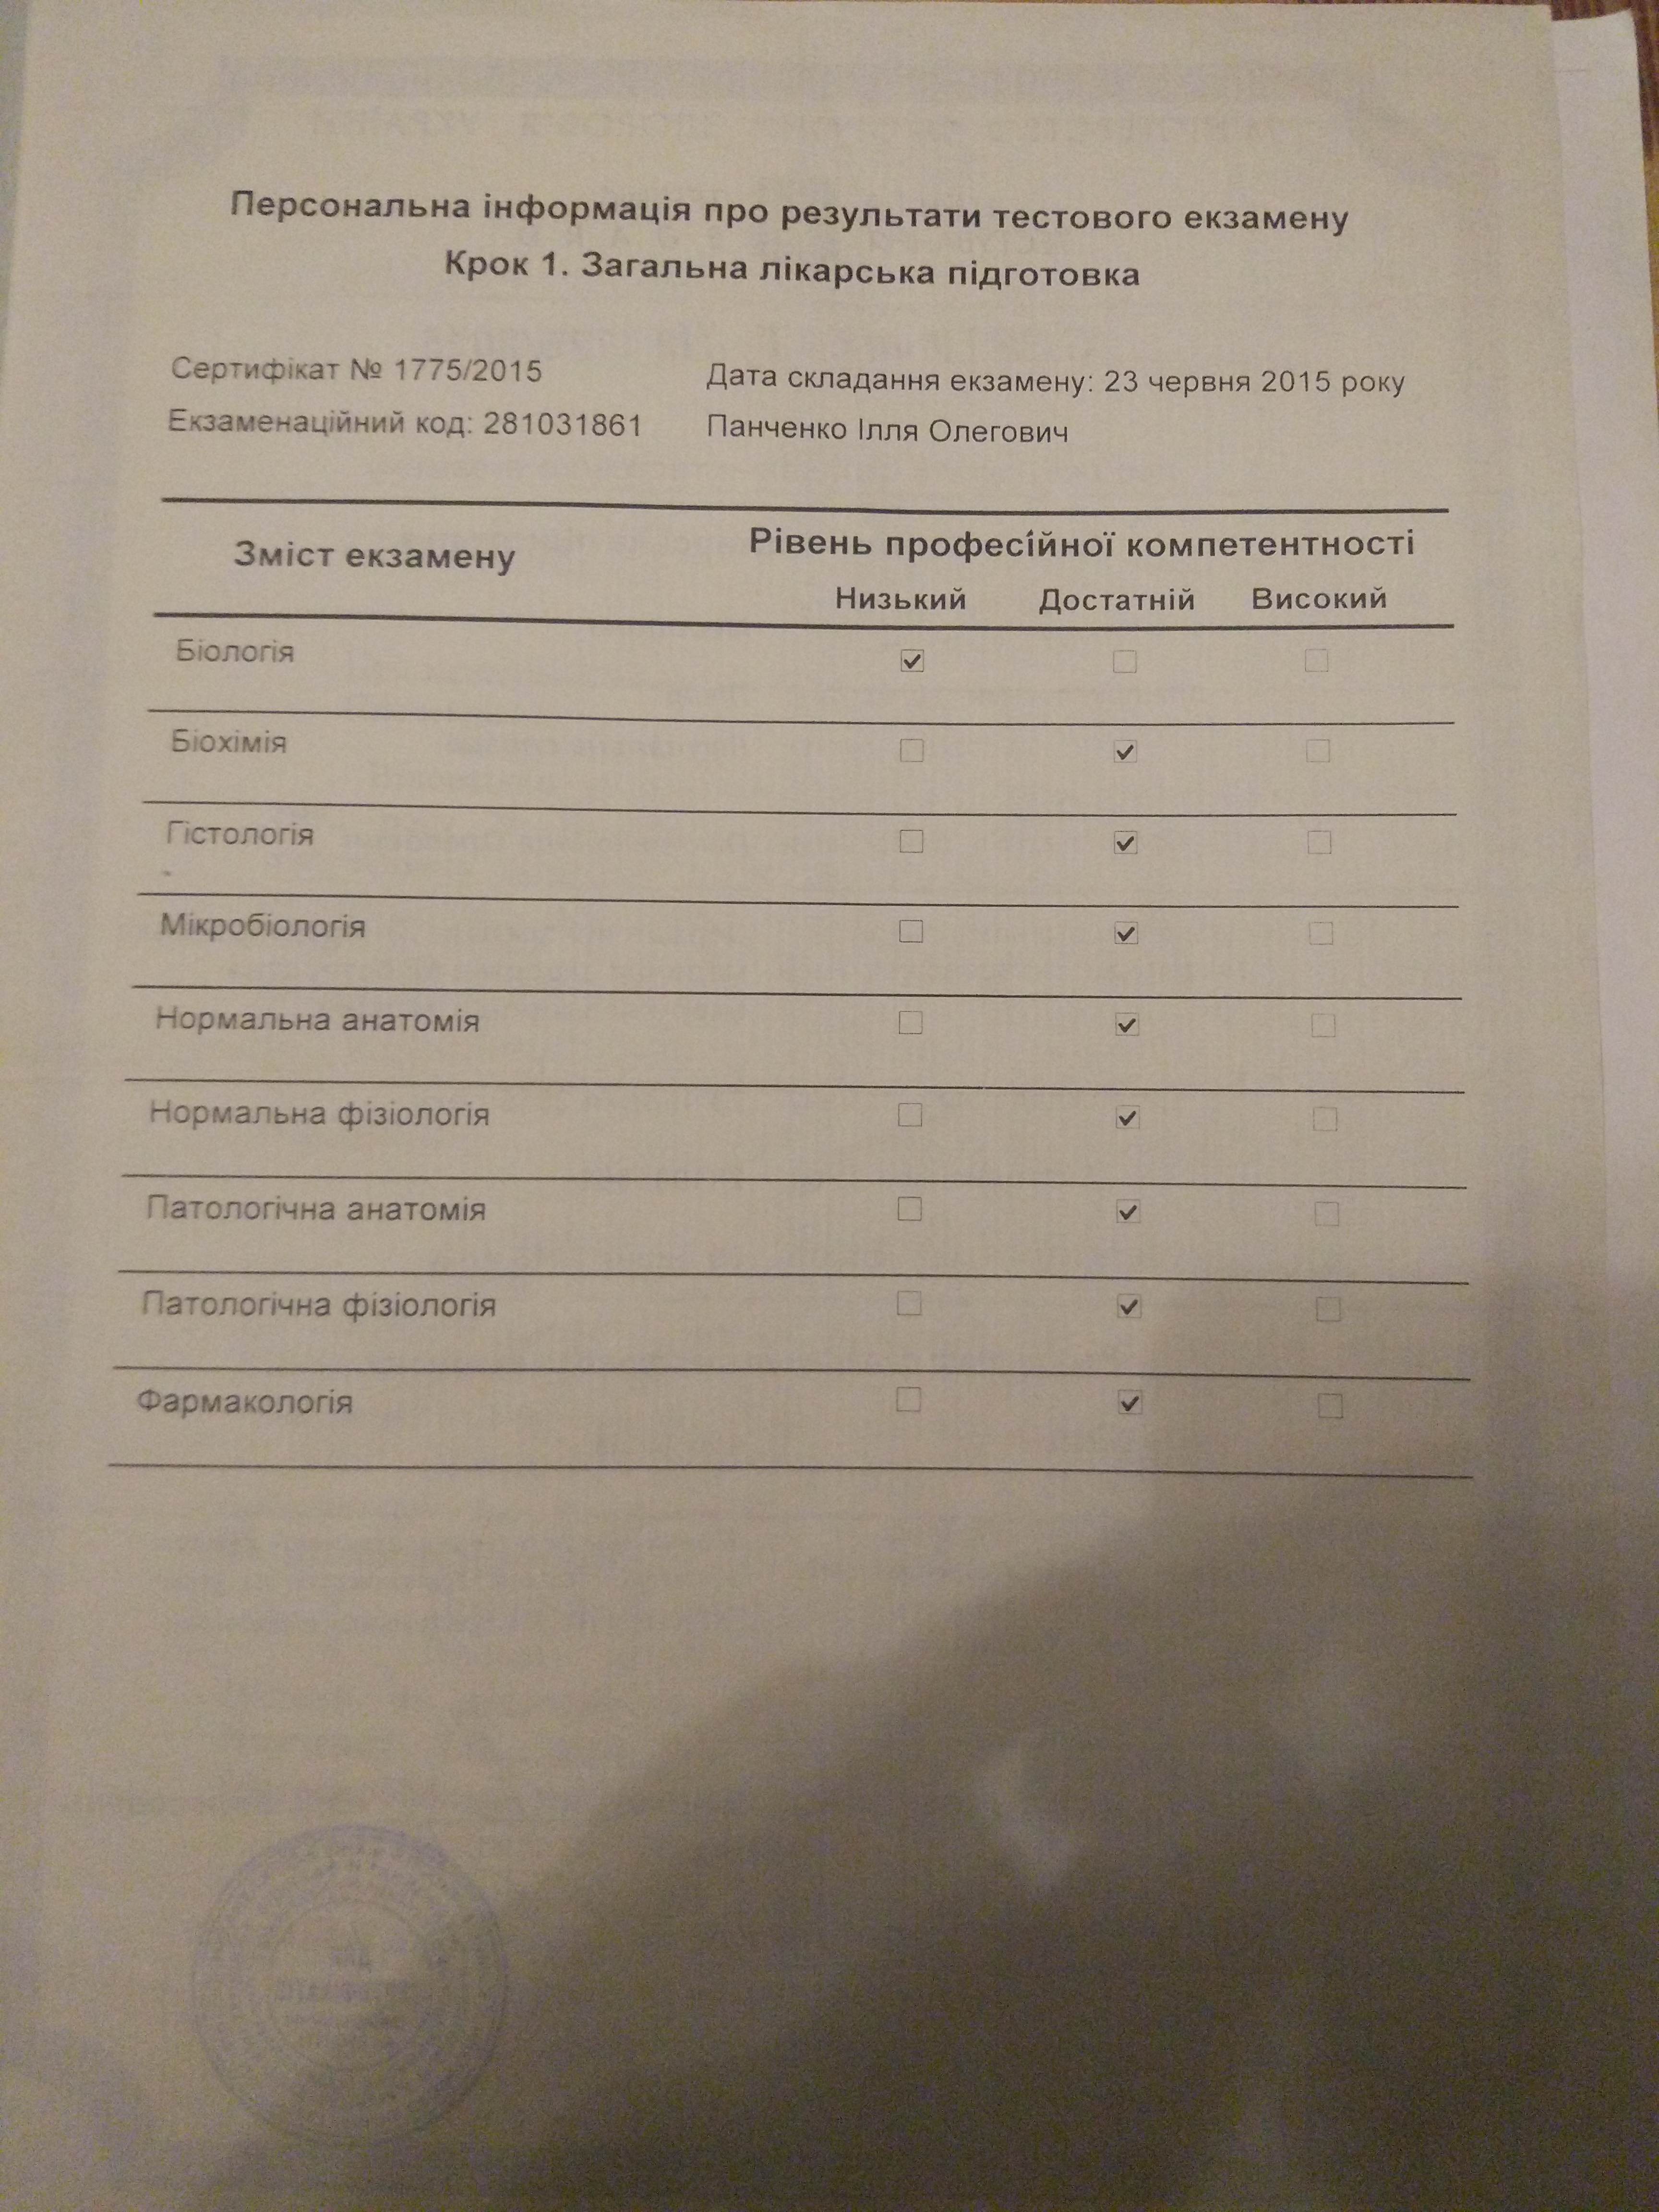 Персональна інформація про результати тестового екзамену
Крок 1. Загальна лікарська підготовка
Сертифікат № 1775/2015 Дата складання екзамену: 23 червня 2015 року
Екзаменаційний код: 281031861 Панченко Ілля Олегович
Зміст екзамену Рівень професійної компетентності
Низький Достатній Високий
Біологія
Біохімія
Гістологія
Мікробіологія
Нормальна анатомія
Нормальна фізіологія
Патологічна анатомія
Патологічна фізіологія
Фармакологія